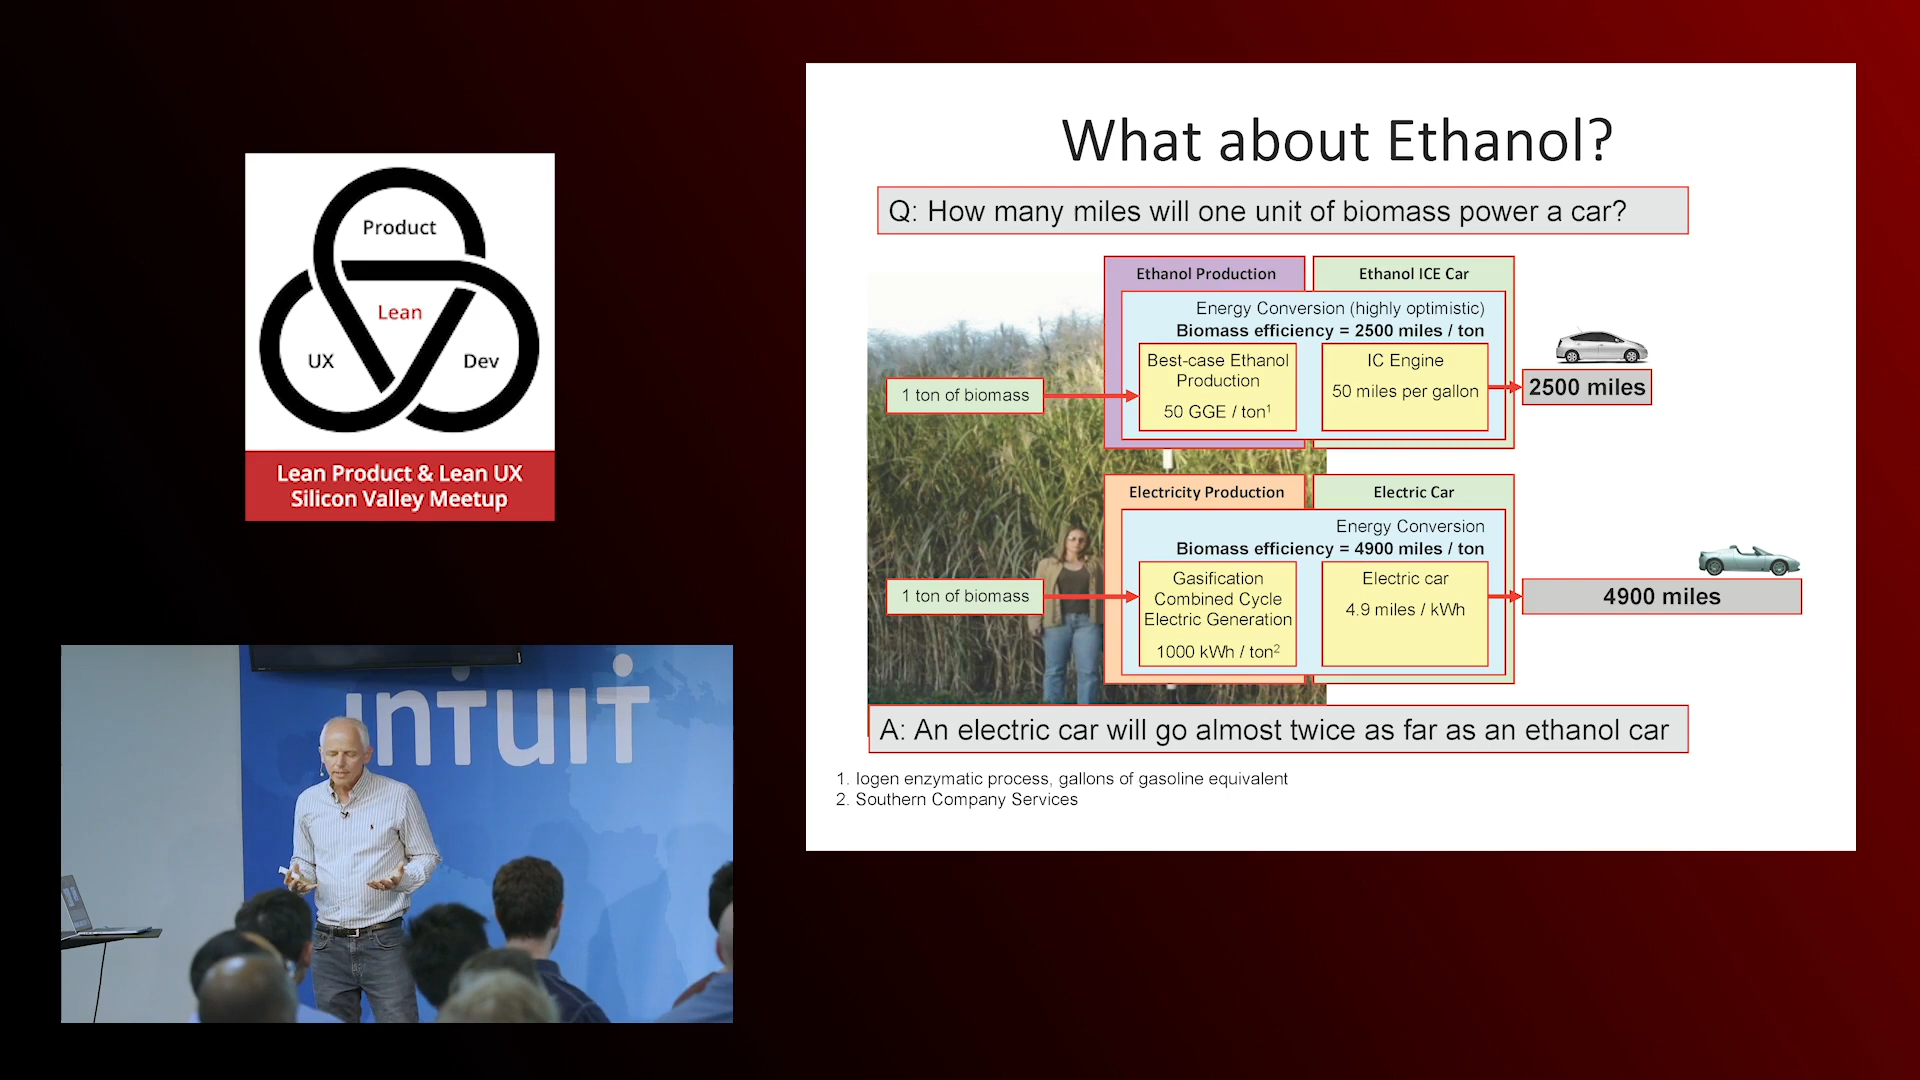 Product
Lean
UX
Dev
Lean Product & Lean UX
Silicon Valley Meetup
ıntuıt
What about Ethanol?
Q: How many miles will one unit of biomass power a car?
Ethanol Production
Ethanol ICE Car
Energy Conversion (highly optimistic)
Biomass efficiency = 2500 miles / ton
1 ton of biomass
Best-case Ethanol
Production
50 GGE / ton¹
IC Engine
50 miles per gallon
2500 miles
Electricity Production
Electric Car
Energy Conversion
Biomass efficiency = 4900 miles / ton
1 ton of biomass
Gasification
Combined Cycle
Electric Generation
1000 kWh / ton²
Electric car
4.9 miles / kWh
4900 miles
A: An electric car will go almost twice as far as an ethanol car
1. Iogen enzymatic process, gallons of gasoline equivalent
2. Southern Company Services